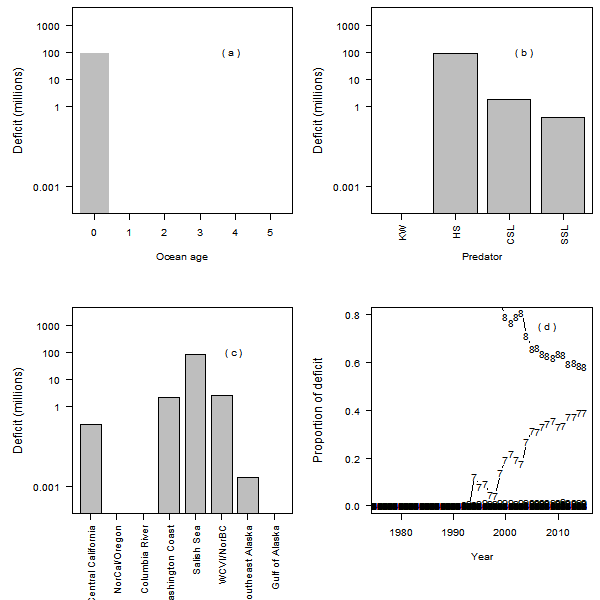 1000
100
10
1
0.001
Deficit (millions)
( a )
0 1 2 3 4 5
Ocean age
1000
100
10
1
0.001
Deficit (millions)
( b )
KW
HS
CSL
SSL
Predator
1000
100
10
1
0.001
Deficit (millions)
( c )
Central California
NorCal/Oregon
Columbia River
ashington Coast
Salish Sea
WCVI/NorBC
outheast Alaska
Gulf of Alaska
0.8
0.6
0.4
0.2
0.0
Proportion of deficit
( d )
1980 1990 2000 2010
Year